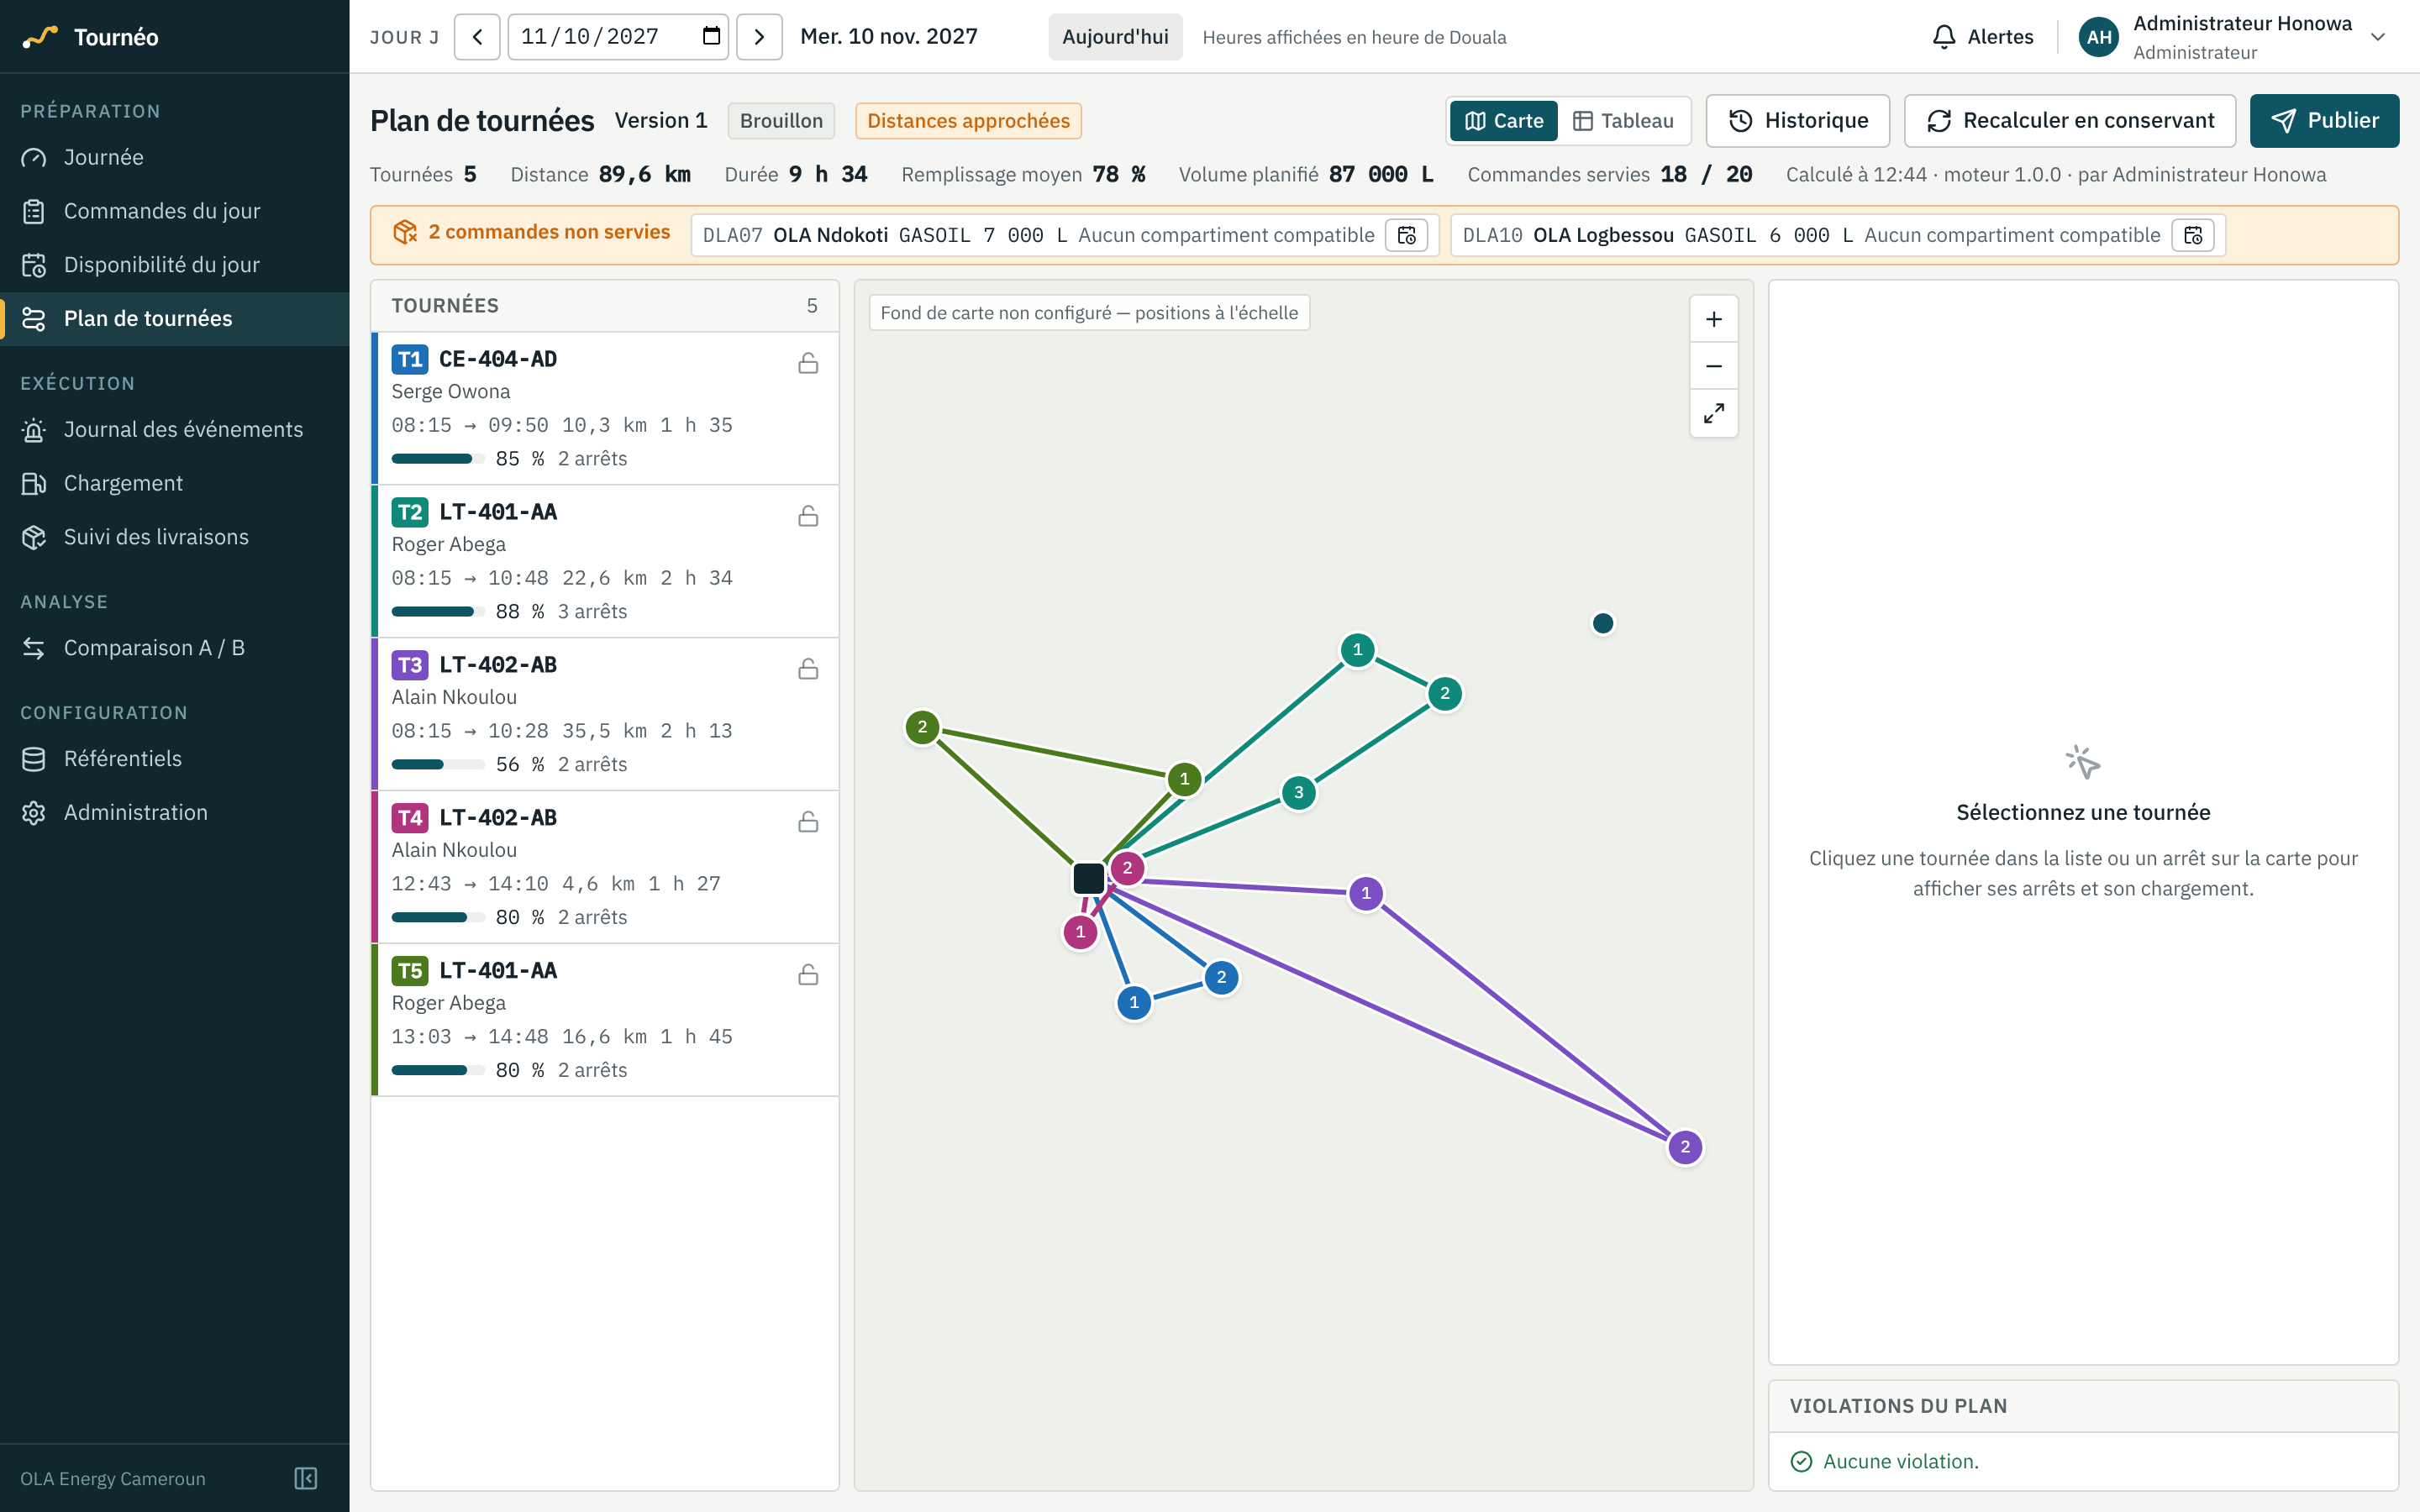 Tournéo
JOUR J
11/10/2027
Mer. 10 nov. 2027
Aujourd'hui
Heures affichées en heure de Douala
Alertes
AH
Administrateur Honowa
Administrateur
PRÉPARATION
Journée
Commandes du jour
Disponibilité du jour
Plan de tournées
EXÉCUTION
Journal des événements
Chargement
Suivi des livraisons
ANALYSE
Comparaison A / B
CONFIGURATION
Référentiels
Administration
OLA Energy Cameroun
Plan de tournées
Version 1
Brouillon
Distances approchées
Carte
Tableau
Historique
Recalculer en conservant
Publier
Tournées 5
Distance 89,6 km
Durée 9 h 34
Remplissage moyen 78 %
Volume planifié 87 000 L
Commandes servies 18 / 20
Calculé à 12:44 · moteur 1.0.0 · par Administrateur Honowa
2 commandes non servies
DLA07 OLA Ndokoti GASOIL 7 000 L Aucun compartiment compatible
DLA10 OLA Logbessou GASOIL 6 000 L Aucun compartiment compatible
TOURNÉES 5
T1 CE-404-AD
Serge Owona
08:15 → 09:50 10,3 km 1 h 35
85 % 2 arrêts
T2 LT-401-AA
Roger Abega
08:15 → 10:48 22,6 km 2 h 34
88 % 3 arrêts
T3 LT-402-AB
Alain Nkoulou
08:15 → 10:28 35,5 km 2 h 13
56 % 2 arrêts
T4 LT-402-AB
Alain Nkoulou
12:43 → 14:10 4,6 km 1 h 27
80 % 2 arrêts
T5 LT-401-AA
Roger Abega
13:03 → 14:48 16,6 km 1 h 45
80 % 2 arrêts
Fond de carte non configuré — positions à l'échelle
1
2
2
1
3
2
1
1
2
1
2
Sélectionnez une tournée
Cliquez une tournée dans la liste ou un arrêt sur la carte pour
afficher ses arrêts et son chargement.
VIOLATIONS DU PLAN
Aucune violation.